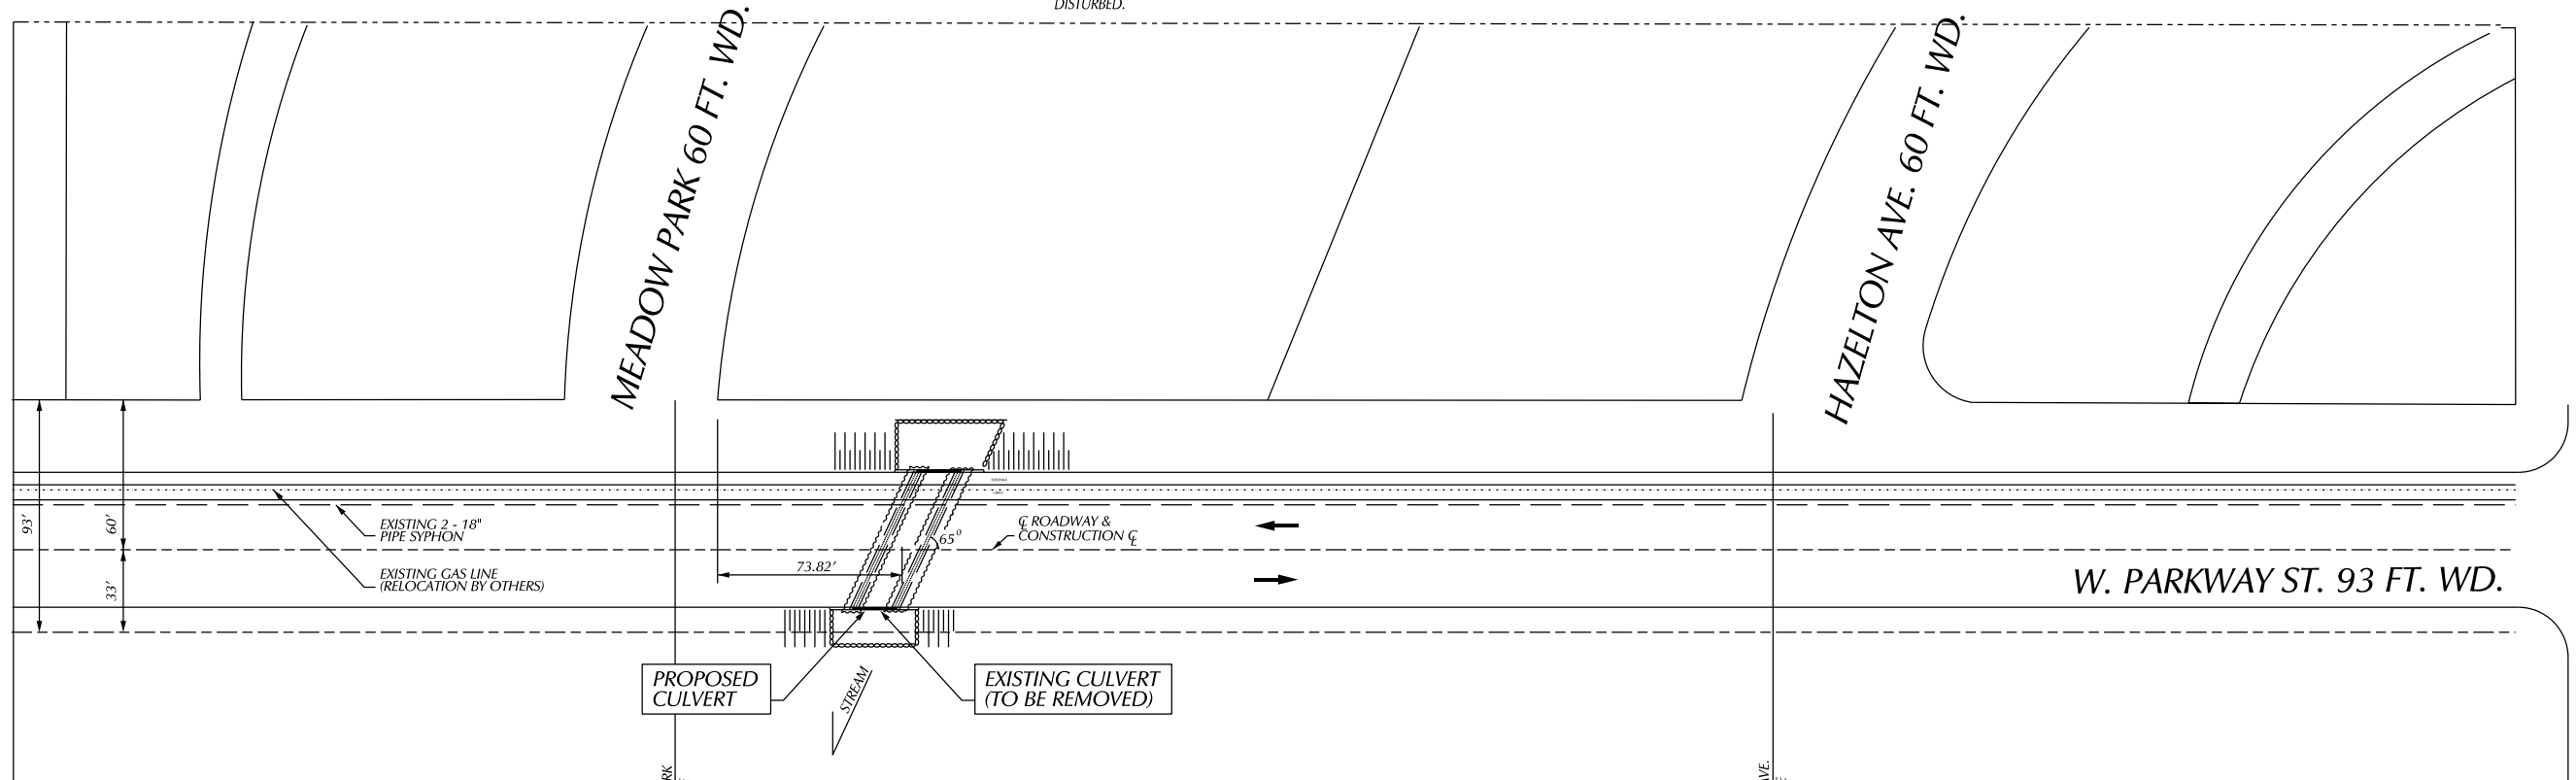 DISTURBED.
MEADOW PARK 60 FT. WD.
HAZELTON AVE. 60 FT. WD.
93'
60'
33'
EXISTING 2 - 18"
PIPE SYPHON
EXISTING GAS LINE
(RELOCATION BY OTHERS)
73.82'
65°
℄ ROADWAY &
CONSTRUCTION ℄
W. PARKWAY ST. 93 FT. WD.
PROPOSED
CULVERT
STREAM
EXISTING CULVERT
(TO BE REMOVED)
RK
AVE.